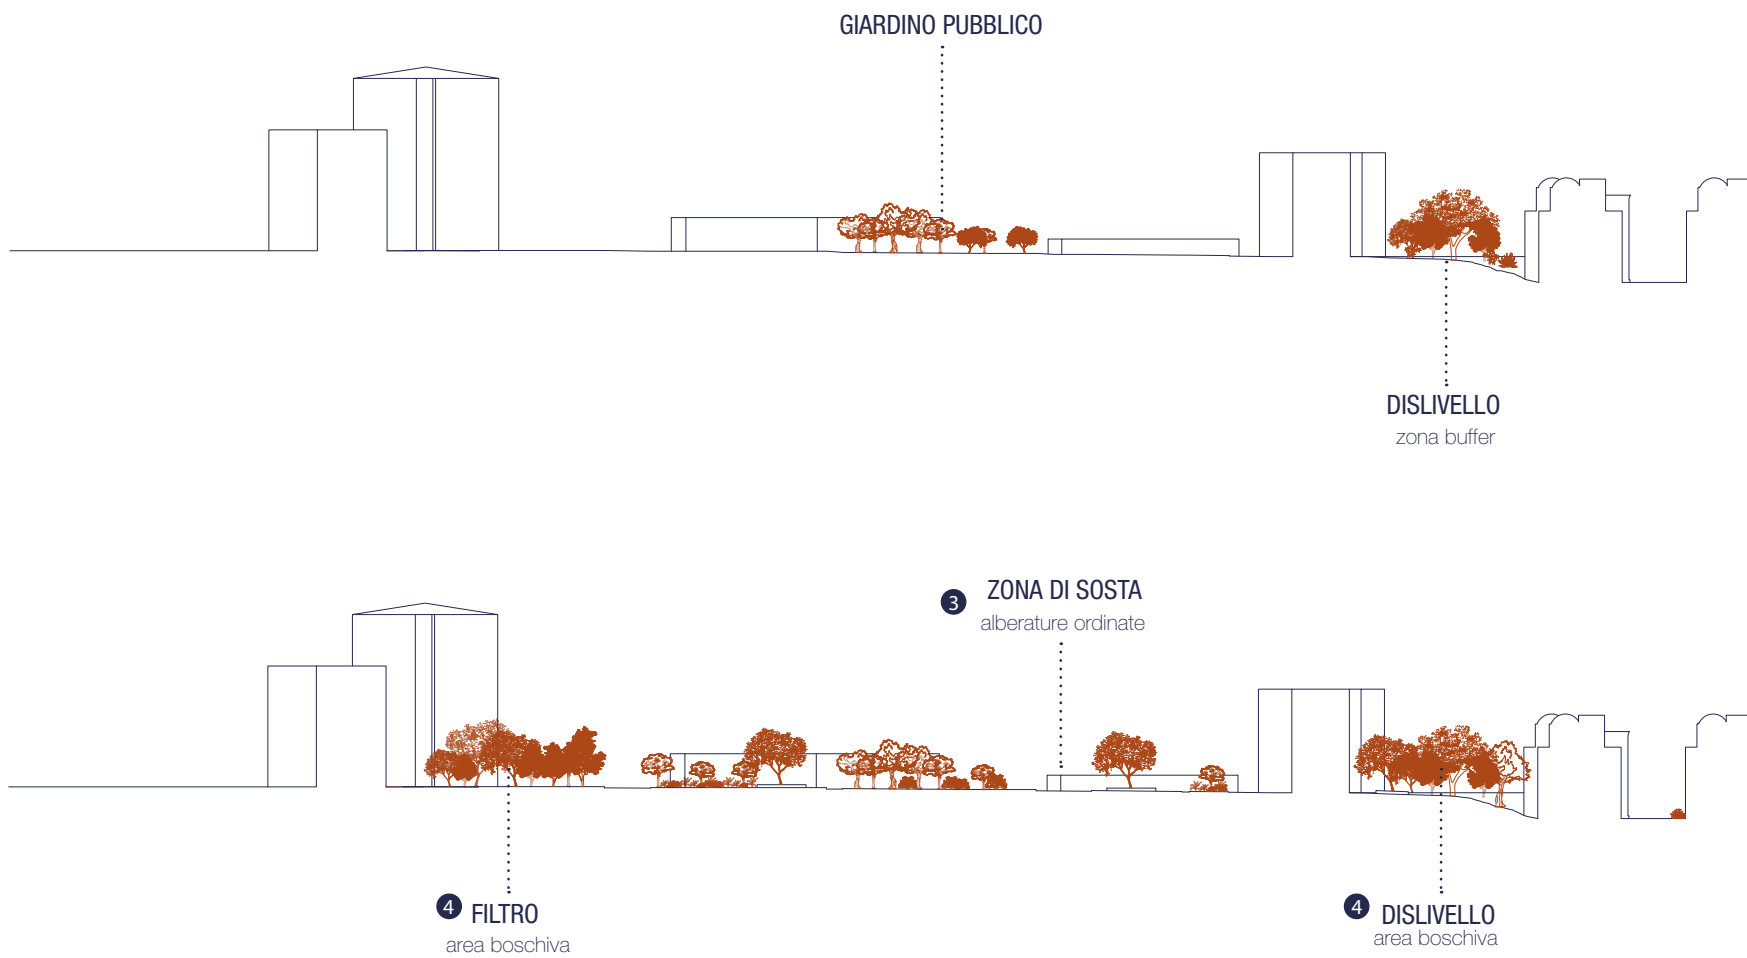 GIARDINO PUBBLICO
DISLIVELLO
zona buffer
3 ZONA DI SOSTA
alberature ordinate
4 FILTRO
area boschiva
4 DISLIVELLO
area boschiva